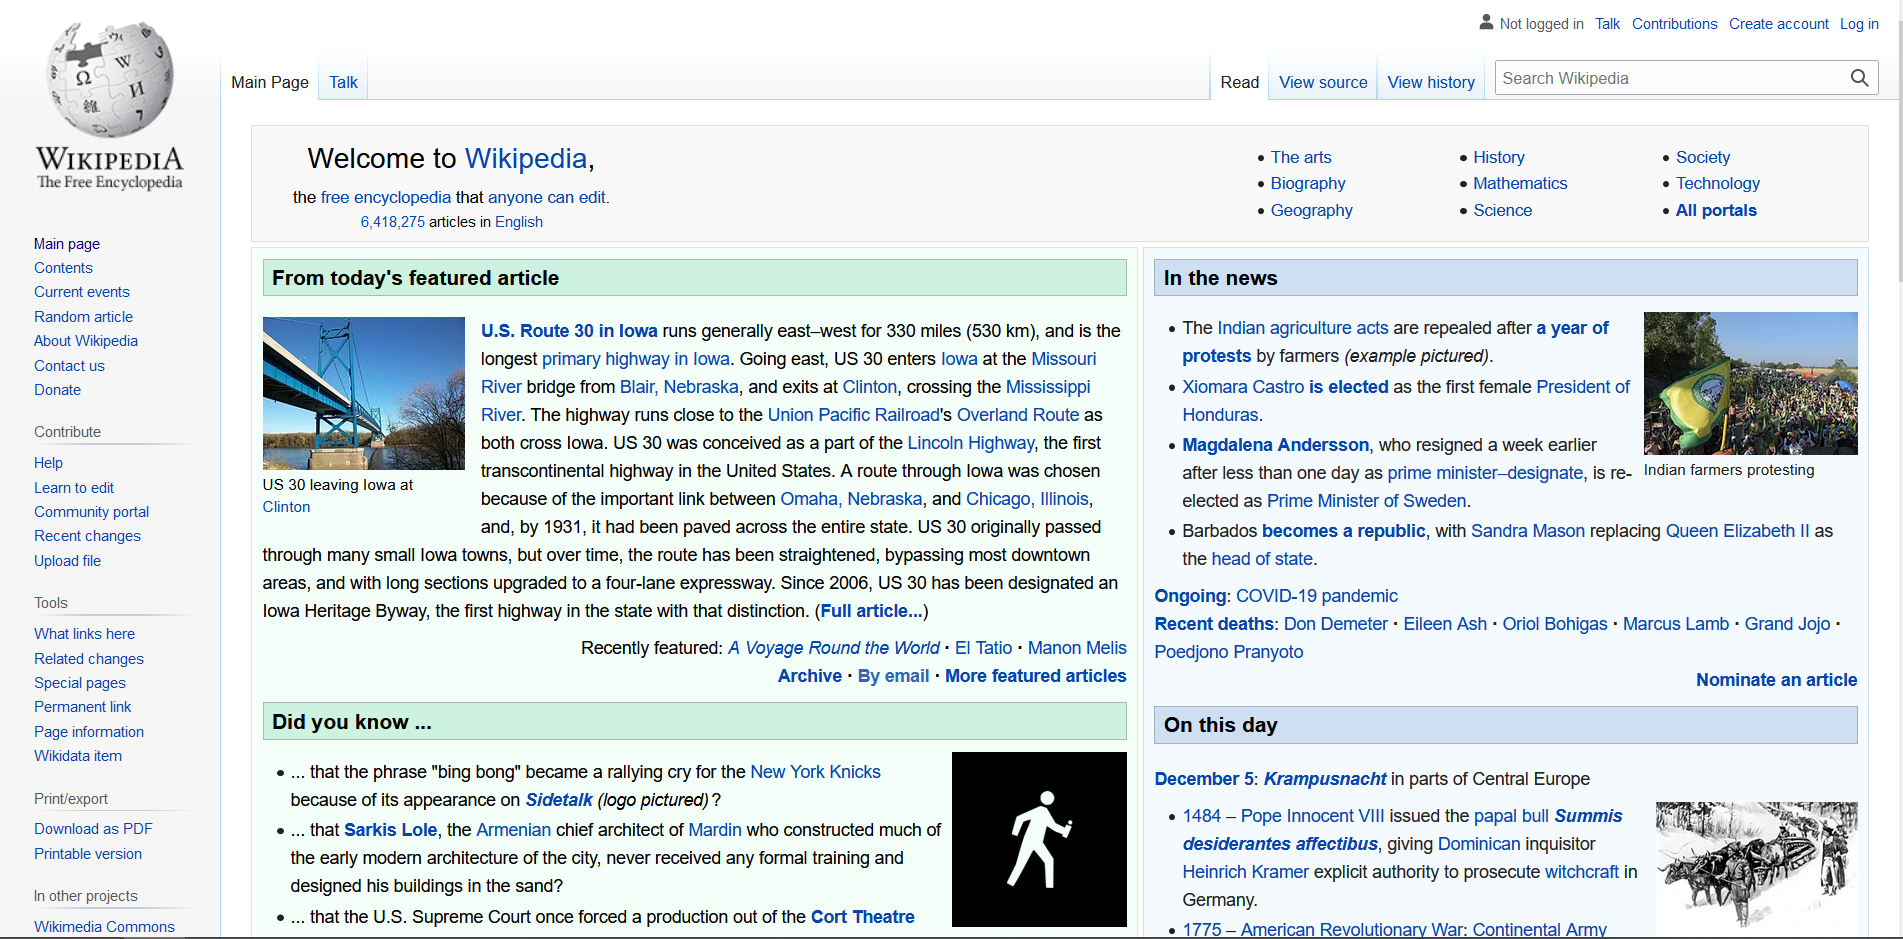 Not logged in Talk Contributions Create account Log in
Main Page Talk Read View source View history Search Wikipedia
Ω W И 維 7
WIKIPEDIA
The Free Encyclopedia
Main page
Contents
Current events
Random article
About Wikipedia
Contact us
Donate
Contribute
Help
Learn to edit
Community portal
Recent changes
Upload file
Tools
What links here
Related changes
Special pages
Permanent link
Page information
Wikidata item
Print/export
Download as PDF
Printable version
In other projects
Wikimedia Commons
Welcome to Wikipedia,
the free encyclopedia that anyone can edit.
6,418,275 articles in English
• The arts
• Biography
• Geography
• History
• Mathematics
• Science
• Society
• Technology
• All portals
From today's featured article
US 30 leaving Iowa at
Clinton
U.S. Route 30 in Iowa runs generally east–west for 330 miles (530 km), and is the
longest primary highway in Iowa. Going east, US 30 enters Iowa at the Missouri
River bridge from Blair, Nebraska, and exits at Clinton, crossing the Mississippi
River. The highway runs close to the Union Pacific Railroad's Overland Route as
both cross Iowa. US 30 was conceived as a part of the Lincoln Highway, the first
transcontinental highway in the United States. A route through Iowa was chosen
because of the important link between Omaha, Nebraska, and Chicago, Illinois,
and, by 1931, it had been paved across the entire state. US 30 originally passed
through many small Iowa towns, but over time, the route has been straightened, bypassing most downtown
areas, and with long sections upgraded to a four-lane expressway. Since 2006, US 30 has been designated an
Iowa Heritage Byway, the first highway in the state with that distinction. (Full article...)
Recently featured: A Voyage Round the World · El Tatio · Manon Melis
Archive · By email · More featured articles
Did you know ...
• ... that the phrase "bing bong" became a rallying cry for the New York Knicks
because of its appearance on Sidetalk (logo pictured)?
• ... that Sarkis Lole, the Armenian chief architect of Mardin who constructed much of
the early modern architecture of the city, never received any formal training and
designed his buildings in the sand?
• ... that the U.S. Supreme Court once forced a production out of the Cort Theatre
In the news
• The Indian agriculture acts are repealed after a year of
protests by farmers (example pictured).
• Xiomara Castro is elected as the first female President of
Honduras.
• Magdalena Andersson, who resigned a week earlier
after less than one day as prime minister–designate, is re-
elected as Prime Minister of Sweden.
• Barbados becomes a republic, with Sandra Mason replacing Queen Elizabeth II as
the head of state.
Indian farmers protesting
Ongoing: COVID-19 pandemic
Recent deaths: Don Demeter · Eileen Ash · Oriol Bohigas · Marcus Lamb · Grand Jojo ·
Poedjono Pranyoto
Nominate an article
On this day
December 5: Krampusnacht in parts of Central Europe
• 1484 – Pope Innocent VIII issued the papal bull Summis
desiderantes affectibus, giving Dominican inquisitor
Heinrich Kramer explicit authority to prosecute witchcraft in
Germany.
• 1775 – American Revolutionary War: Continental Army